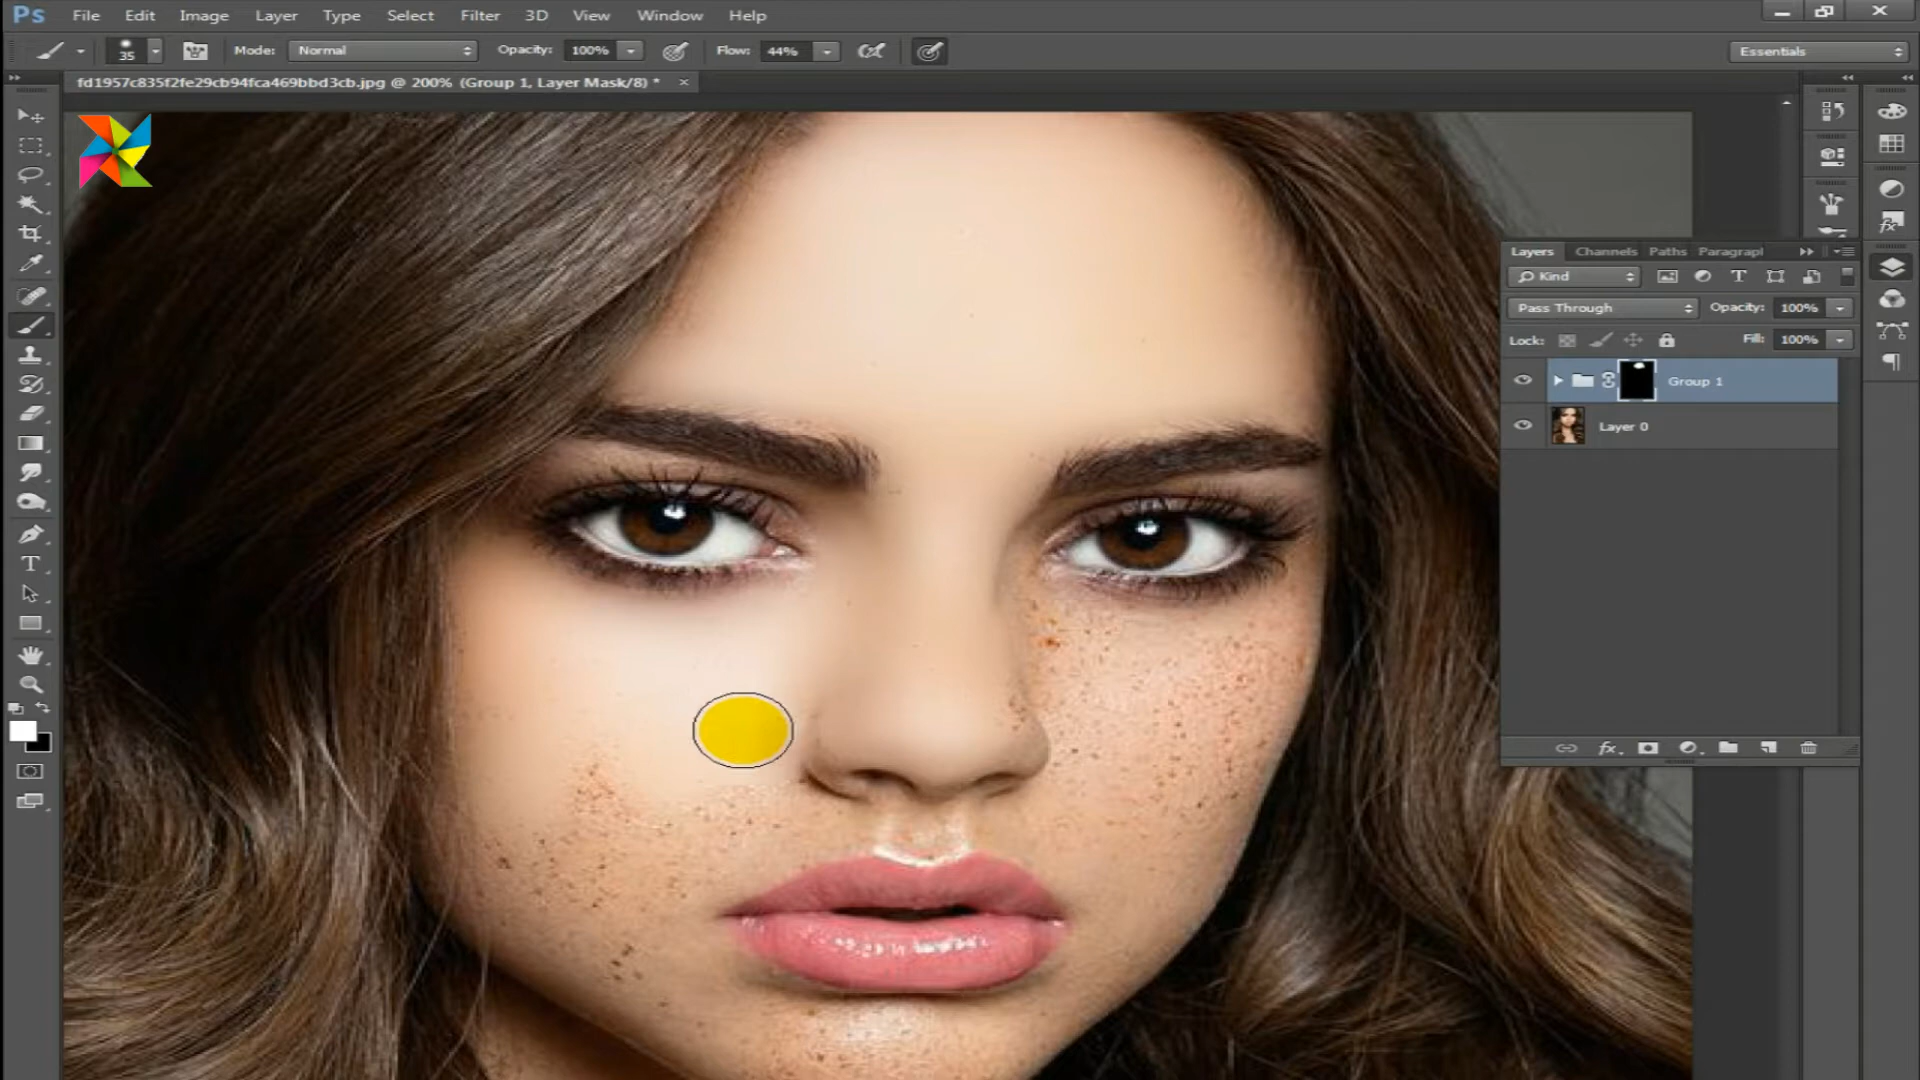 Ps File Edit Image Layer Type Select Filter 3D View Window Help
35 Mode: Normal Opacity: 100% Flow: 44% Essentials
fd1957c835f2fe29cb94fca469bbd3cb.jpg @ 200% (Group 1, Layer Mask/8) * ×
Layers Channels Paths Paragrapl
Kind
Pass Through Opacity: 100%
Lock: Fill: 100%
Group 1
Layer 0